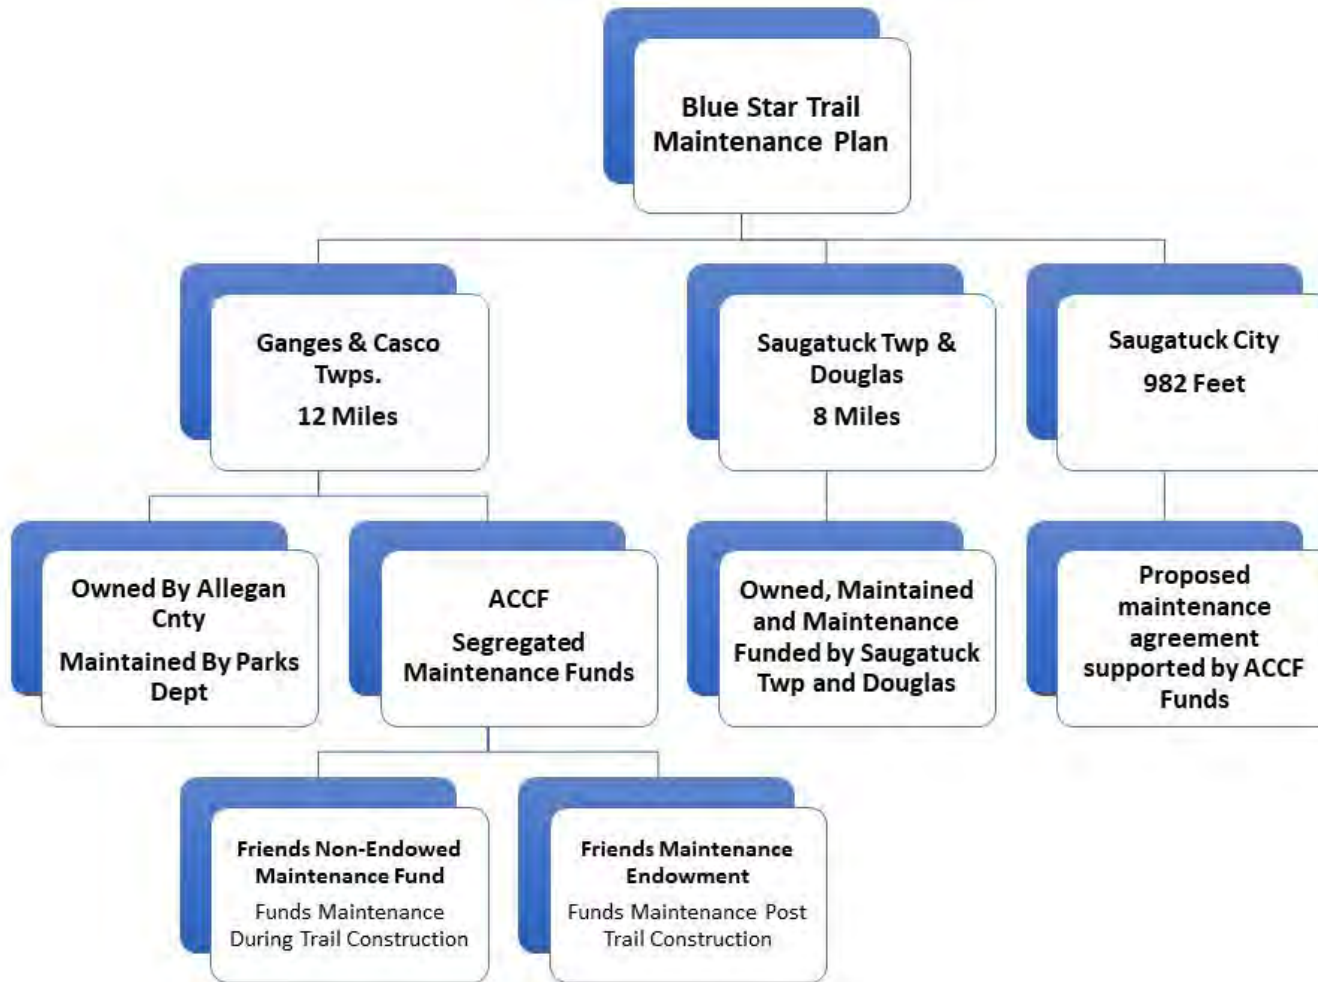 Blue Star Trail
Maintenance Plan
Ganges & Casco
Twps.
12 Miles
Saugatuck Twp &
Douglas
8 Miles
Saugatuck City
982 Feet
Owned By Allegan
Cnty
Maintained By Parks
Dept
ACCF
Segregated
Maintenance Funds
Owned, Maintained
and Maintenance
Funded by Saugatuck
Twp and Douglas
Proposed
maintenance
agreement
supported by ACCF
Funds
Friends Non-Endowed
Maintenance Fund
Funds Maintenance
During Trail Construction
Friends Maintenance
Endowment
Funds Maintenance Post
Trail Construction